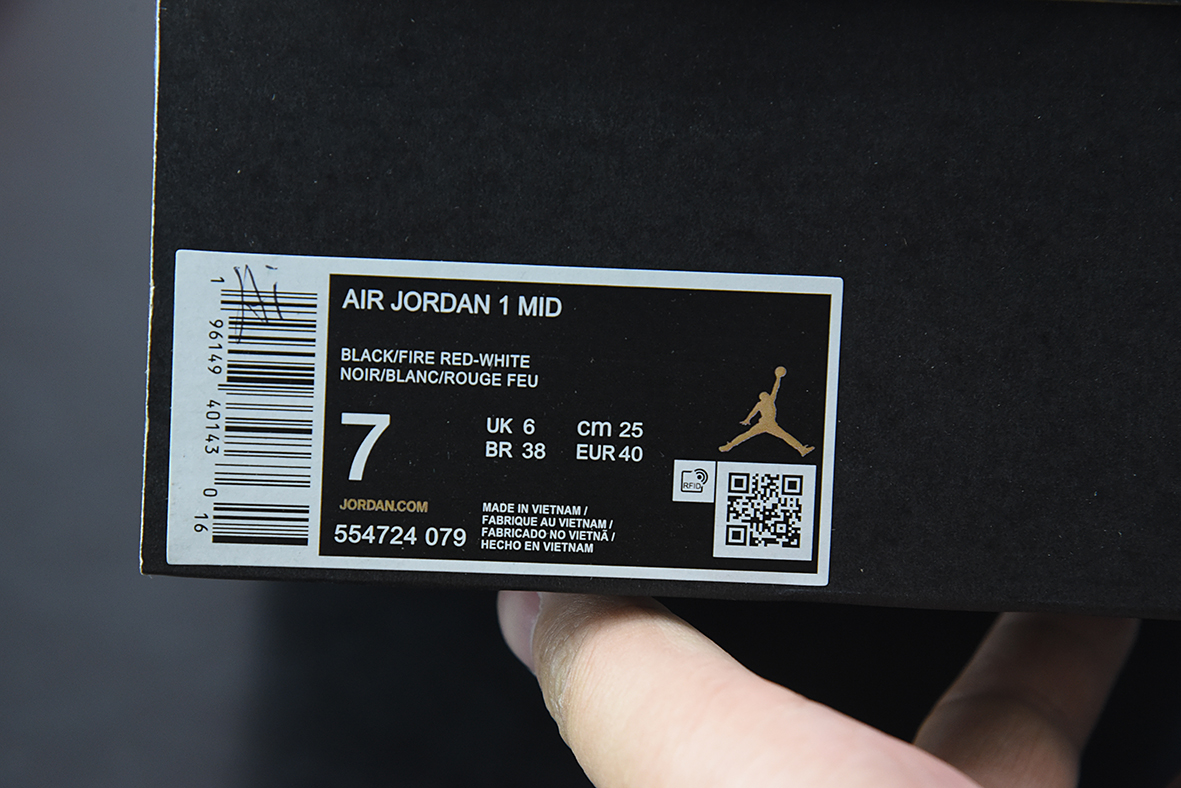 AIR JORDAN 1 MID
BLACK/FIRE RED-WHITE
NOIR/BLANC/ROUGE FEU
7
UK 6 cm 25
BR 38 EUR 40
JORDAN.COM
554724 079
MADE IN VIETNAM /
FABRIQUE AU VIETNAM /
FABRICADO NO VIETNÃ /
HECHO EN VIETNAM
RFID
1 96149 40143 0 16